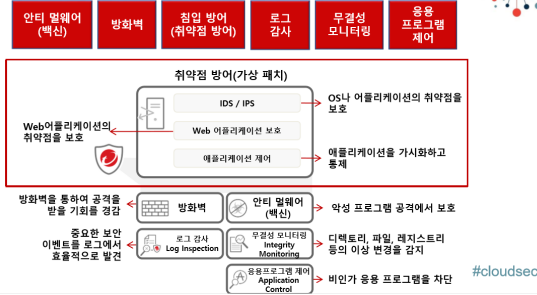 안티 멀웨어
(백신)
방화벽
침입 방어
(취약점 방어)
로그
감사
무결성
모니터링
응용
프로그램
제어
취약점 방어(가상 패치)
IDS / IPS
OS나 어플리케이션의 취약점을
보호
Web어플리케이션의
취약점을 보호
Web 어플리케이션 보호
애플리케이션 제어
애플리케이션을 가시화하고
통제
방화벽을 통하여 공격을
받을 기회를 경감
방화벽
안티 멀웨어
(백신)
악성 프로그램 공격에서 보호
중요한 보안
이벤트를 로그에서
효율적으로 발견
로그 감사
Log Inspection
무결성 모니터링
Integrity
Monitoring
디렉토리, 파일, 레지스트리
등의 이상 변경을 감지
응용프로그램 제어
Application
Control
비인가 응용 프로그램을 차단
#cloudsec